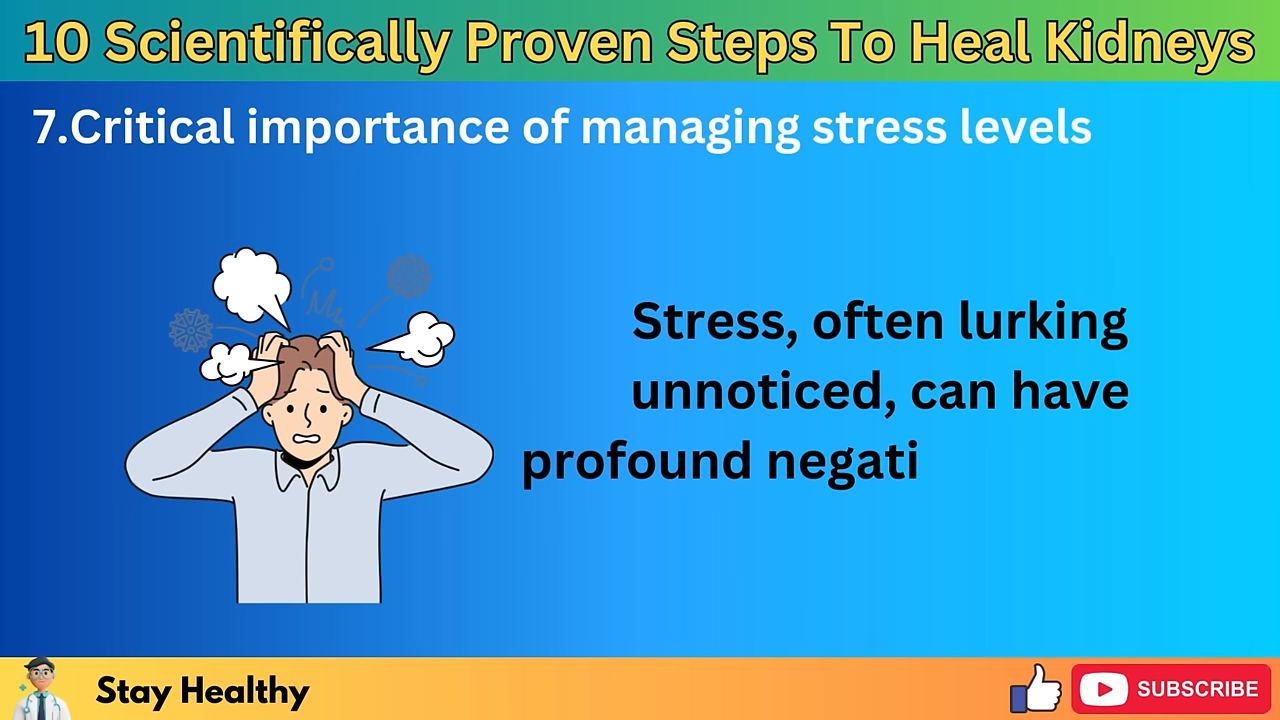 10 Scientifically Proven Steps To Heal Kidneys
7.Critical importance of managing stress levels
Stress, often lurking
unnoticed, can have
profound negati
Stay Healthy
SUBSCRIBE